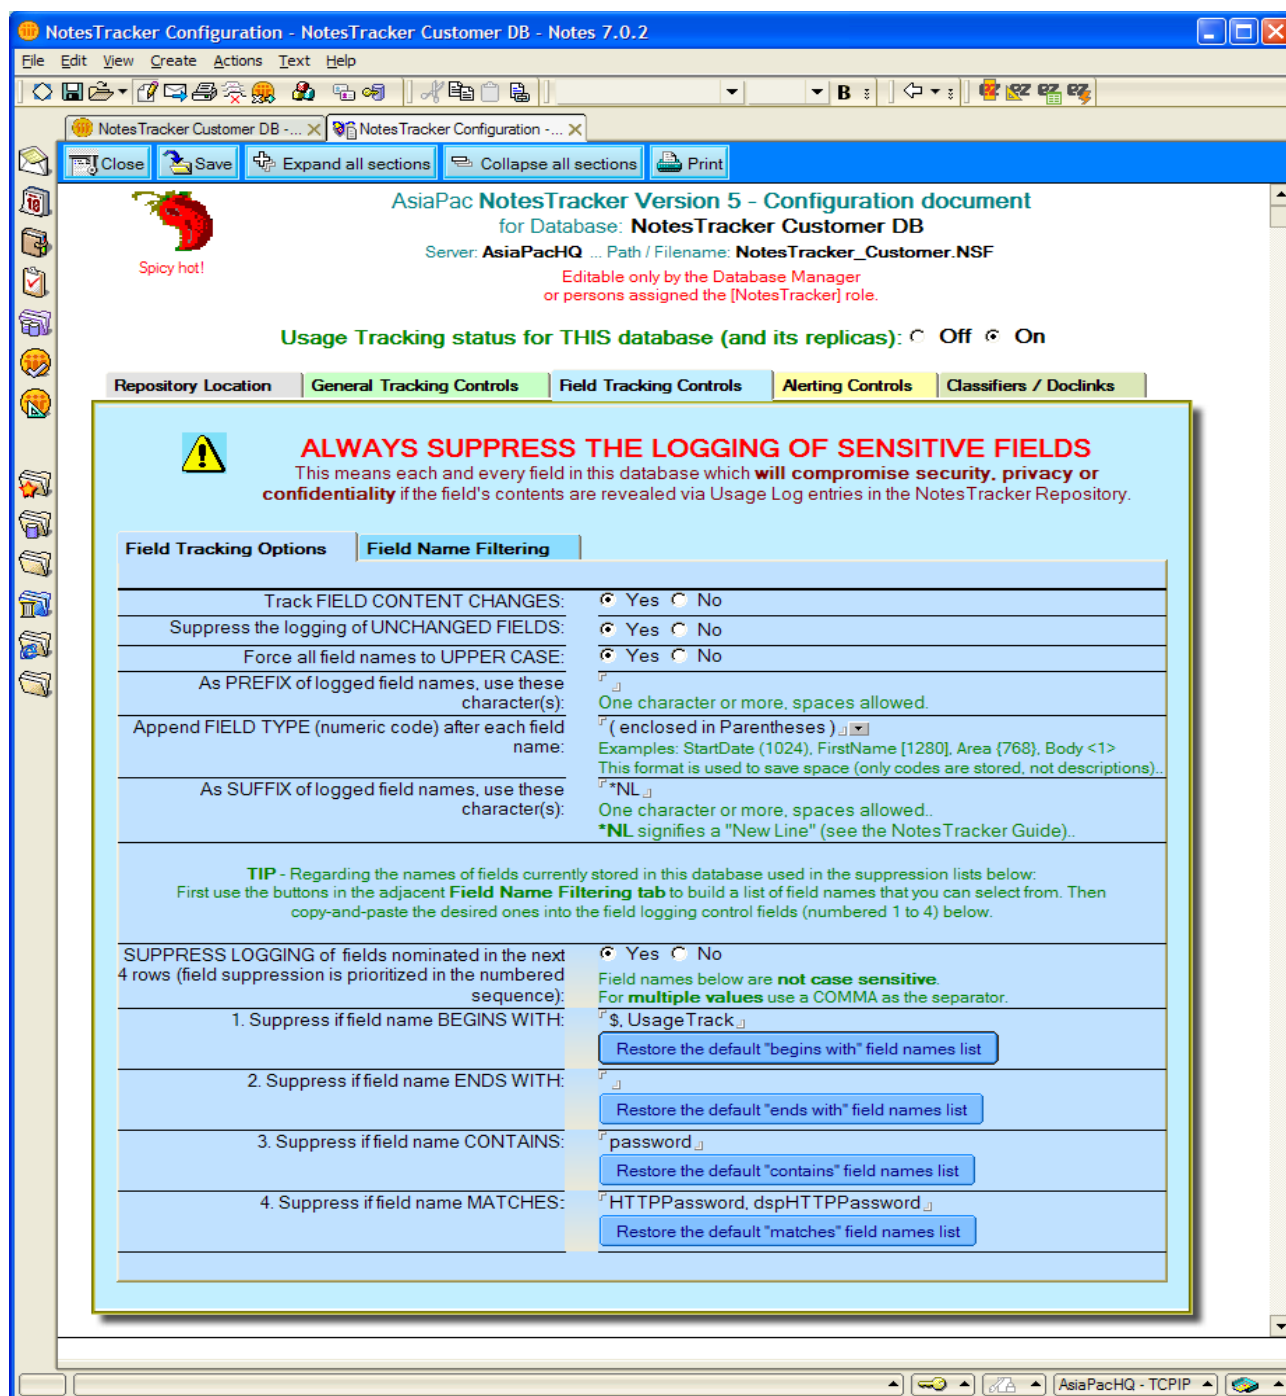 NotesTracker Configuration - NotesTracker Customer DB - Notes 7.0.2
File Edit View Create Actions Text Help
B
NotesTracker Customer DB -... NotesTracker Configuration -...
Close Save Expand all sections Collapse all sections Print
AsiaPac NotesTracker Version 5 - Configuration document
for Database: NotesTracker Customer DB
Server: AsiaPacHQ ... Path / Filename: NotesTracker_Customer.NSF
Spicy hot!
Editable only by the Database Manager
or persons assigned the [NotesTracker] role.
Usage Tracking status for THIS database (and its replicas): Off On
Repository Location General Tracking Controls Field Tracking Controls Alerting Controls Classifiers / Doclinks
ALWAYS SUPPRESS THE LOGGING OF SENSITIVE FIELDS
This means each and every field in this database which will compromise security, privacy or
confidentiality if the field's contents are revealed via Usage Log entries in the NotesTracker Repository.
Field Tracking Options Field Name Filtering
Track FIELD CONTENT CHANGES: Yes No
Suppress the logging of UNCHANGED FIELDS: Yes No
Force all field names to UPPER CASE: Yes No
As PREFIX of logged field names, use these
character(s):
One character or more, spaces allowed.
Append FIELD TYPE (numeric code) after each field
name:
( enclosed in Parentheses )
Examples: StartDate (1024), FirstName [1280], Area {768}, Body <1>
This format is used to save space (only codes are stored, not descriptions)..
As SUFFIX of logged field names, use these
character(s):
*NL
One character or more, spaces allowed..
*NL signifies a "New Line" (see the NotesTracker Guide)..
TIP - Regarding the names of fields currently stored in this database used in the suppression lists below:
First use the buttons in the adjacent Field Name Filtering tab to build a list of field names that you can select from. Then
copy-and-paste the desired ones into the field logging control fields (numbered 1 to 4) below.
SUPPRESS LOGGING of fields nominated in the next
4 rows (field suppression is prioritized in the numbered
sequence):
Yes No
Field names below are not case sensitive.
For multiple values use a COMMA as the separator.
1. Suppress if field name BEGINS WITH: $, UsageTrack
Restore the default "begins with" field names list
2. Suppress if field name ENDS WITH:
Restore the default "ends with" field names list
3. Suppress if field name CONTAINS: password
Restore the default "contains" field names list
4. Suppress if field name MATCHES: HTTPPassword, dspHTTPPassword
Restore the default "matches" field names list
AsiaPacHQ - TCPIP